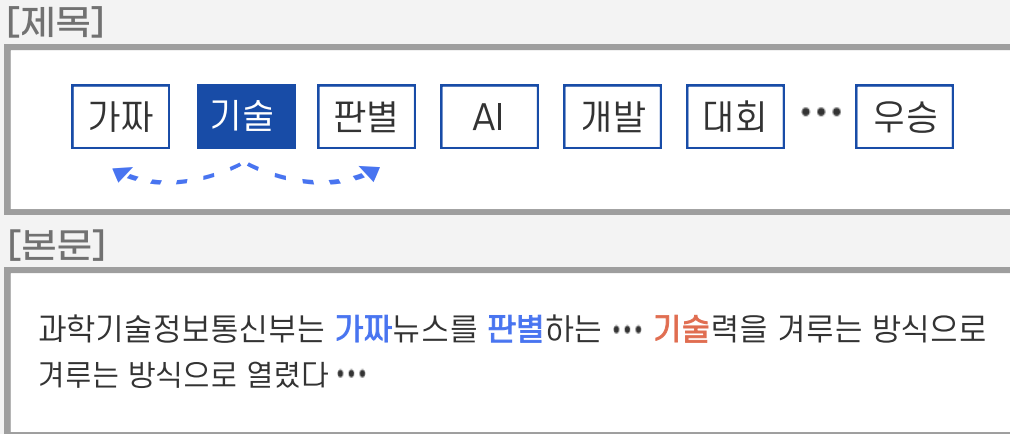 [제목]
가짜 기술 판별 AI 개발 대회 ••• 우승
[본문]
과학기술정보통신부는 가짜뉴스를 판별하는 ••• 기술력을 겨루는 방식으로
겨루는 방식으로 열렸다 •••